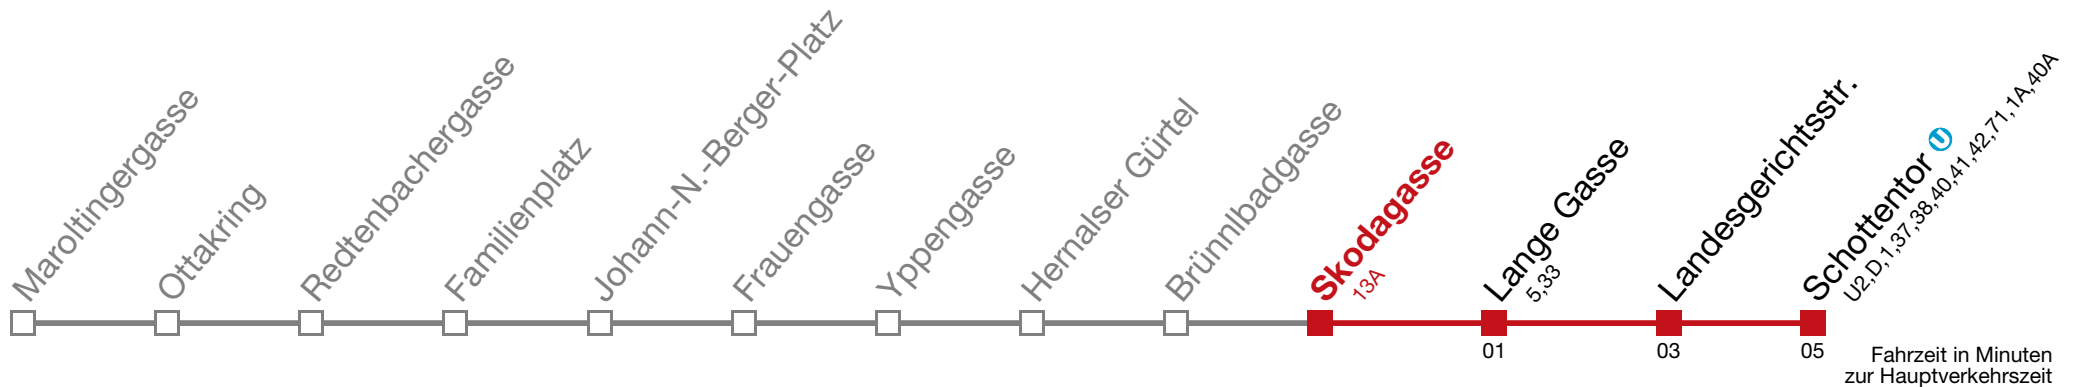 Maroltingergasse
Ottakring
Redtenbachergasse
Familienplatz
Johann-N.-Berger-Platz
Frauengasse
Yppengasse
Hernalser Gürtel
Brünnlbadgasse
Skodagasse
13A
Lange Gasse
5,33
Landesgerichtsstr.
Schottentor U
U2,D,1,37,38,40,41,42,71,1A,40A
01
03
05
Fahrzeit in Minuten
zur Hauptverkehrszeit